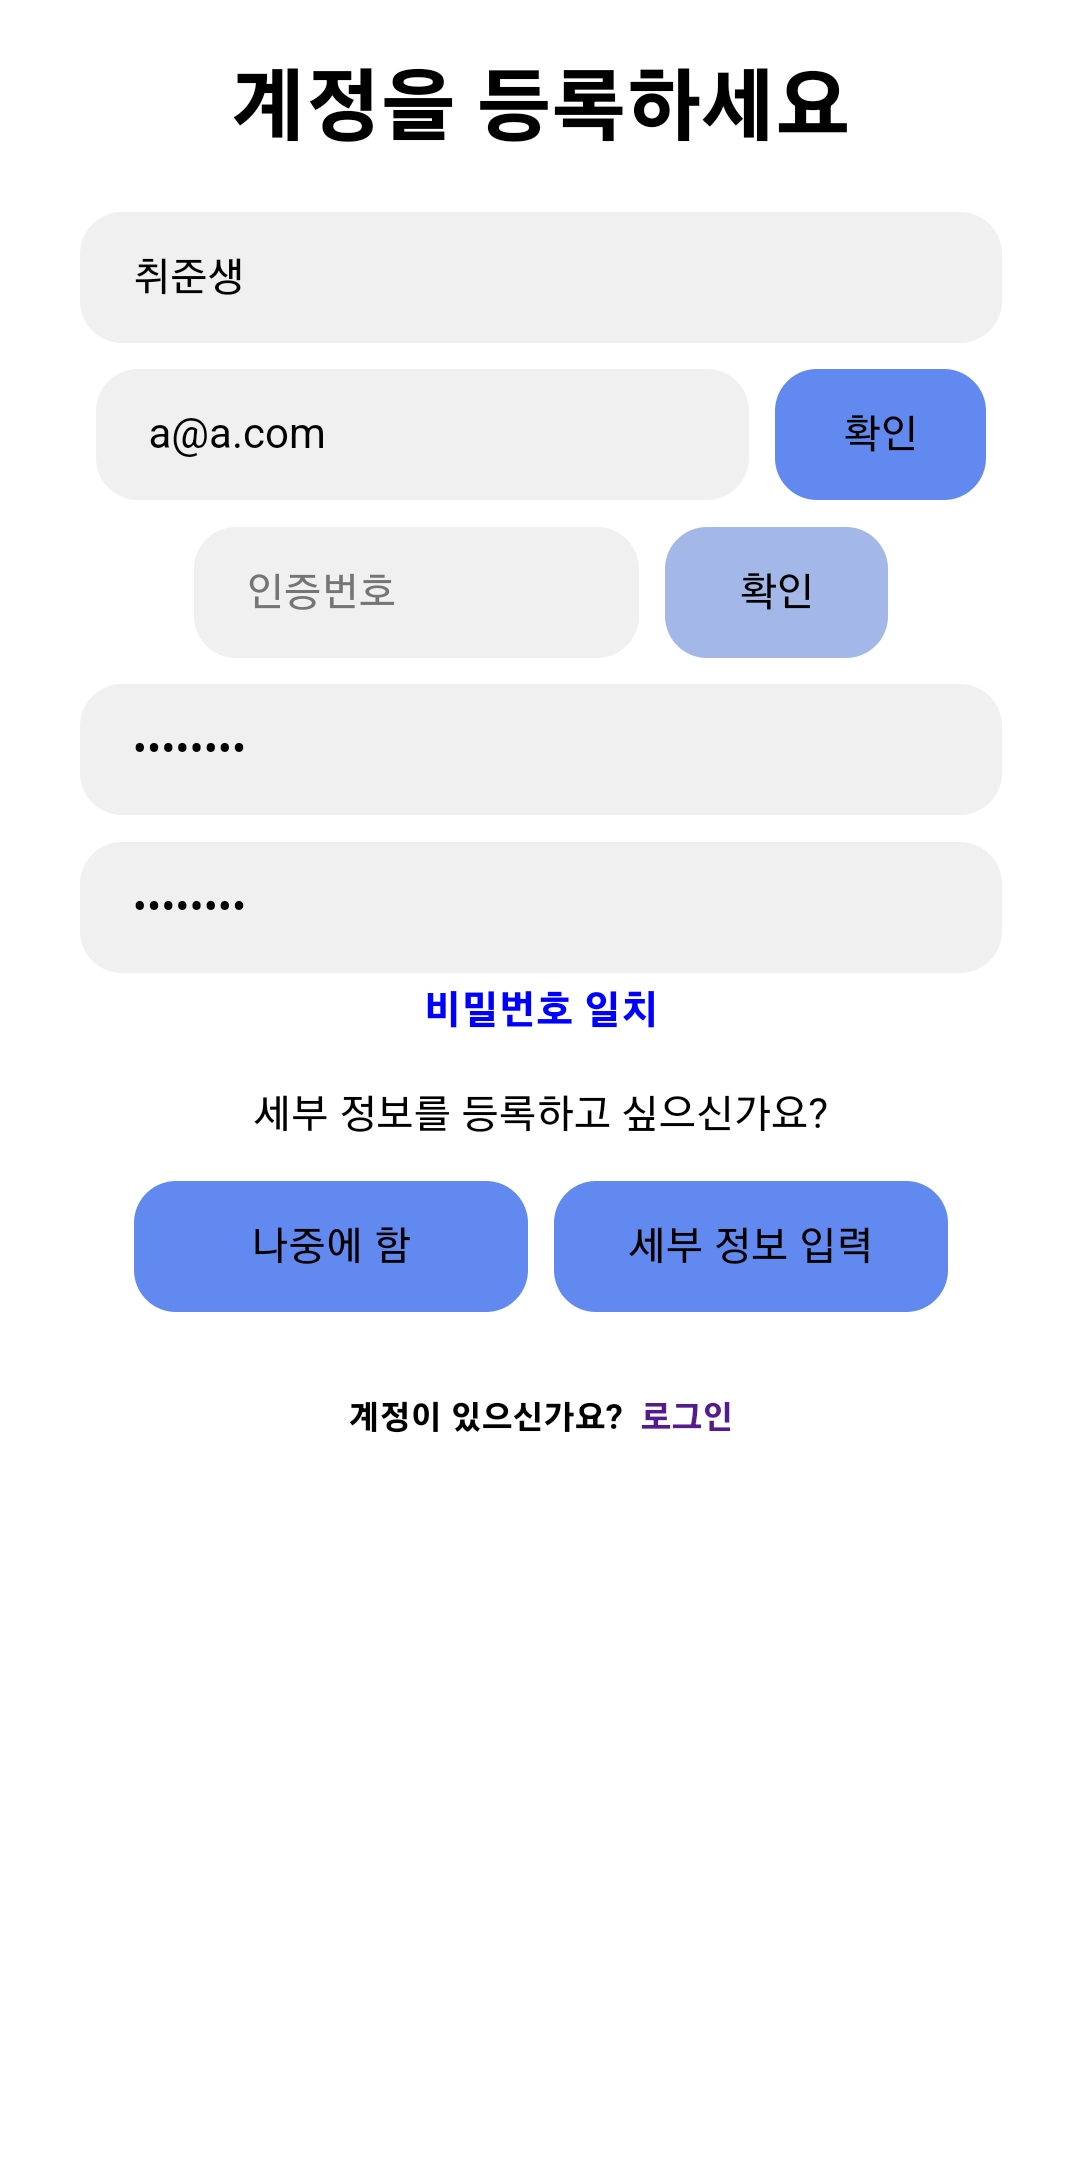 계정을 등록하세요
취준생
a@a.com 확인
인증번호 확인
••••••••
••••••••
비밀번호 일치
세부 정보를 등록하고 싶으신가요?
나중에 함 세부 정보 입력
계정이 있으신가요? 로그인